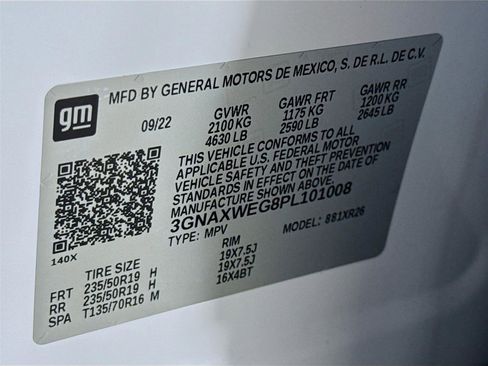 gm
MFD BY GENERAL MOTORS DE MEXICO, S. DE R.L. DE C.V.
09/22 GVWR GAWR FRT GAWR RR
2100 KG 1175 KG 1200 KG
4630 LB 2590 LB 2645 LB
THIS VEHICLE CONFORMS TO ALL
APPLICABLE U.S. FEDERAL MOTOR
VEHICLE SAFETY AND THEFT PREVENTION
STANDARDS IN EFFECT ON THE DATE OF
MANUFACTURE SHOWN ABOVE.
3GNAXWEG8PL101008
TYPE: MPV MODEL: 881XR26
140X
TIRE SIZE RIM
FRT 235/50R19 H 19X7.5J
RR 235/50R19 H 19X7.5J
SPA T135/70R16 M 16X4BT